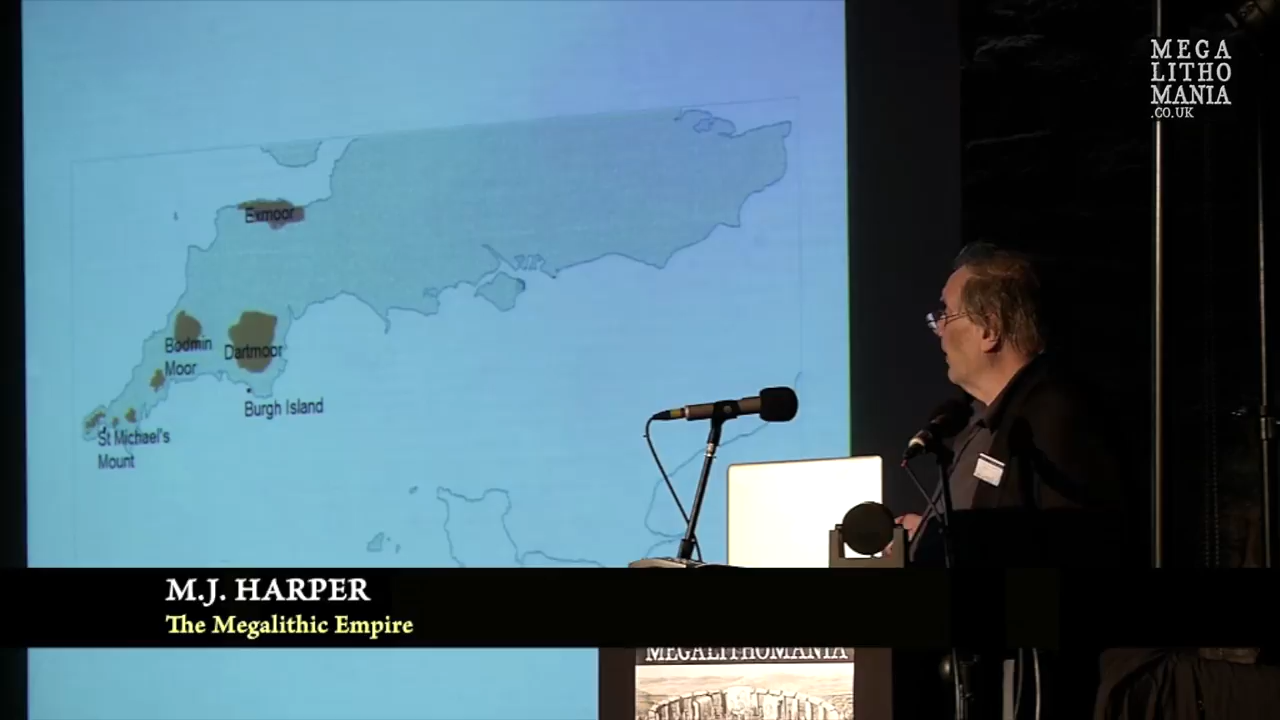 MEGA
LITHO
MANIA
.CO.UK
Exmoor
Bodmin
Moor
Dartmoor
Burgh Island
St Michael's
Mount
M.J. HARPER
The Megalithic Empire
MEGALITHOMANIA